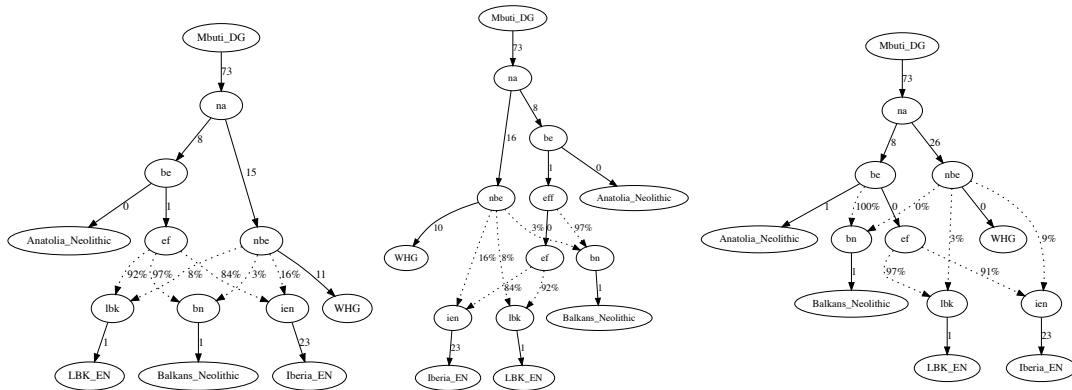 Mbuti_DG
73
na
8
15
be
0
1
Anatolia_Neolithic
ef
nbe
92%
97%
8%
84%
3%
16%
11
lbk
bn
ien
WHG
1
1
23
LBK_EN
Balkans_Neolithic
Iberia_EN
Mbuti_DG
73
na
8
16
be
1
0
nbe
eff
Anatolia_Neolithic
10
16%
8%
3%
0
97%
WHG
ef
bn
84%
92%
1
ien
lbk
Balkans_Neolithic
23
1
Iberia_EN
LBK_EN
Mbuti_DG
73
na
8
26
be
nbe
1
100%
0
0%
3%
0
9%
Anatolia_Neolithic
bn
ef
WHG
1
97%
91%
Balkans_Neolithic
lbk
ien
1
23
LBK_EN
Iberia_EN